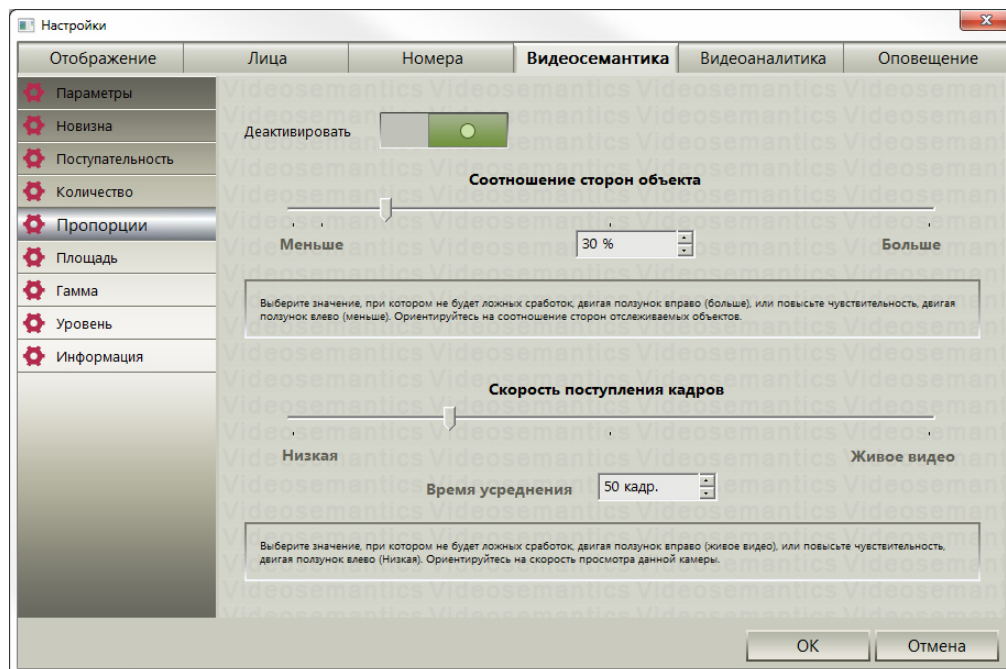 Настройки
Отображение Лица Номера Видеосемантика Видеоаналитика Оповещение
Параметры
Новизна
Поступательность
Количество
Пропорции
Площадь
Гамма
Уровень
Информация
Деактивировать
Соотношение сторон объекта
Меньше 30 % Больше
Выберите значение, при котором не будет ложных сработок, двигая ползунок вправо (больше), или повысьте чувствительность, двигая
ползунок влево (меньше). Ориентируйтесь на соотношение сторон отслеживаемых объектов.
Скорость поступления кадров
Низкая Живое видео
Время усреднения 50 кадр.
Выберите значение, при котором не будет ложных сработок, двигая ползунок вправо (живое видео), или повысьте чувствительность,
двигая ползунок влево (Низкая). Ориентируйтесь на скорость просмотра данной камеры.
OK Отмена